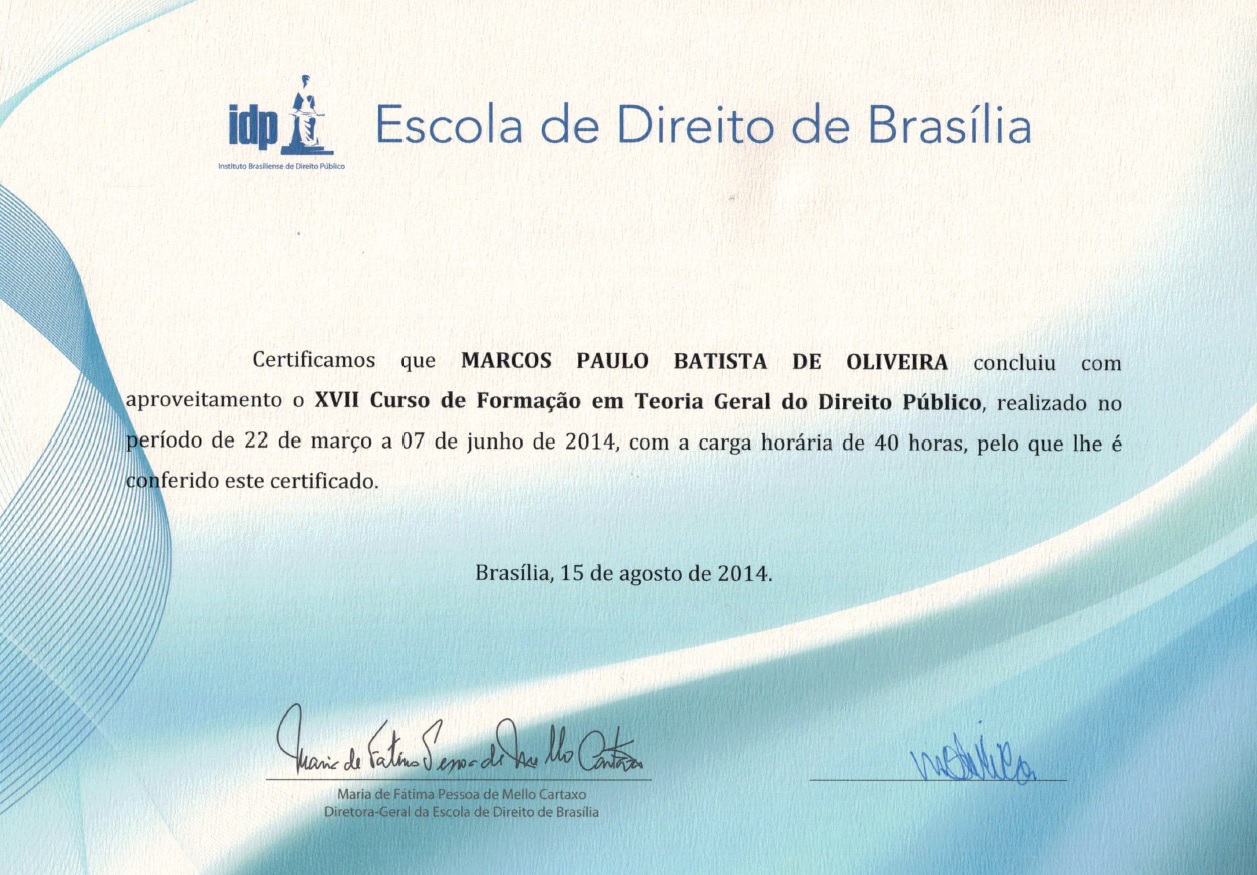 idp
Instituto Brasiliense de Direito Público
Escola de Direito de Brasília
Certificamos que MARCOS PAULO BATISTA DE OLIVEIRA concluiu com
aproveitamento o XVII Curso de Formação em Teoria Geral do Direito Público, realizado no
período de 22 de março a 07 de junho de 2014, com a carga horária de 40 horas, pelo que lhe é
conferido este certificado.
Brasília, 15 de agosto de 2014.
Maria de Fátima Pessoa de Mello Cartaxo
Maria de Fátima Pessoa de Mello Cartaxo
Diretora-Geral da Escola de Direito de Brasília